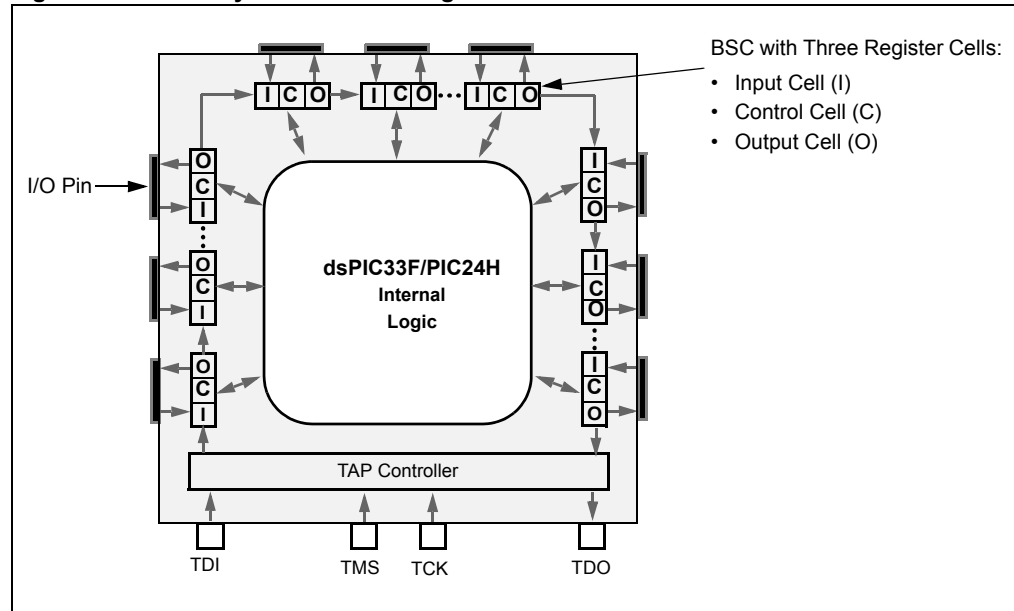 BSC with Three Register Cells:
• Input Cell (I)
• Control Cell (C)
• Output Cell (O)
I C O I C O ••• I C O
I/O Pin
O
C
I
O
C
I
O
C
I
I
C
O
I
C
O
I
C
O
dsPIC33F/PIC24H
Internal
Logic
TAP Controller
TDI TMS TCK TDO